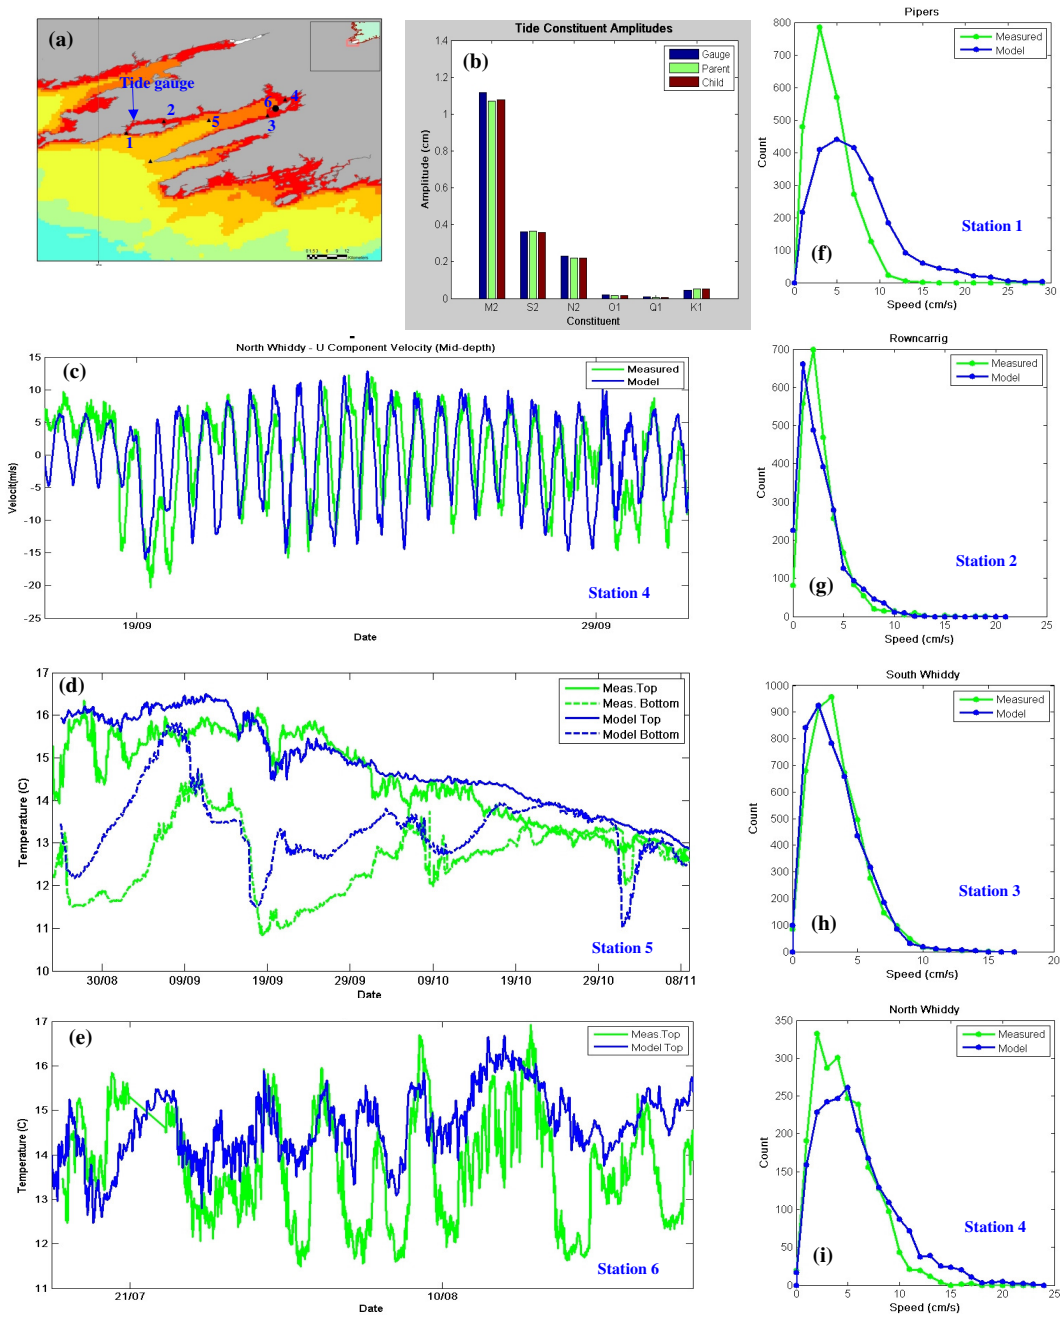 (a)
Tide gauge
1
2
3
4
5
6
Kilometers
Tide Constituent Amplitudes
(b)
Gauge
Parent
Child
1.4
1.2
1
0.8
0.6
0.4
0.2
0
Amplitude (cm)
M2 S2 N2 O1 Q1 K1
Constituent
Pipers
Measured
Model
800
700
600
500
400
300
200
100
0
Count
Station 1
(f)
0 5 10 15 20 25 30
Speed (cm/s)
North Whiddy - U Component Velocity (Mid-depth)
(c)
Measured
Model
15
10
5
0
-5
-10
-15
-20
-25
Velocit(m/s)
Station 4
19/09 29/09
Date
Rowncarrig
Measured
Model
700
600
500
400
300
200
100
0
Count
Station 2
(g)
0 5 10 15 20 25
Speed (cm/s)
(d)
Meas.Top
Meas. Bottom
Model Top
Model Bottom
17
16
15
14
13
12
11
10
Temperature (C)
Station 5
30/08 09/09 19/09 29/09 09/10 19/10 29/10 08/11
Date
South Whiddy
Measured
Model
1000
900
800
700
600
500
400
300
200
100
0
Count
Station 3
(h)
0 5 10 15 20
Speed (cm/s)
(e)
Meas.Top
Model Top
17
16
15
14
13
12
11
Temperature (C)
Station 6
21/07 10/08
Date
North Whiddy
Measured
Model
350
300
250
200
150
100
50
0
Count
Station 4
(i)
0 5 10 15 20 25
Speed (cm/s)